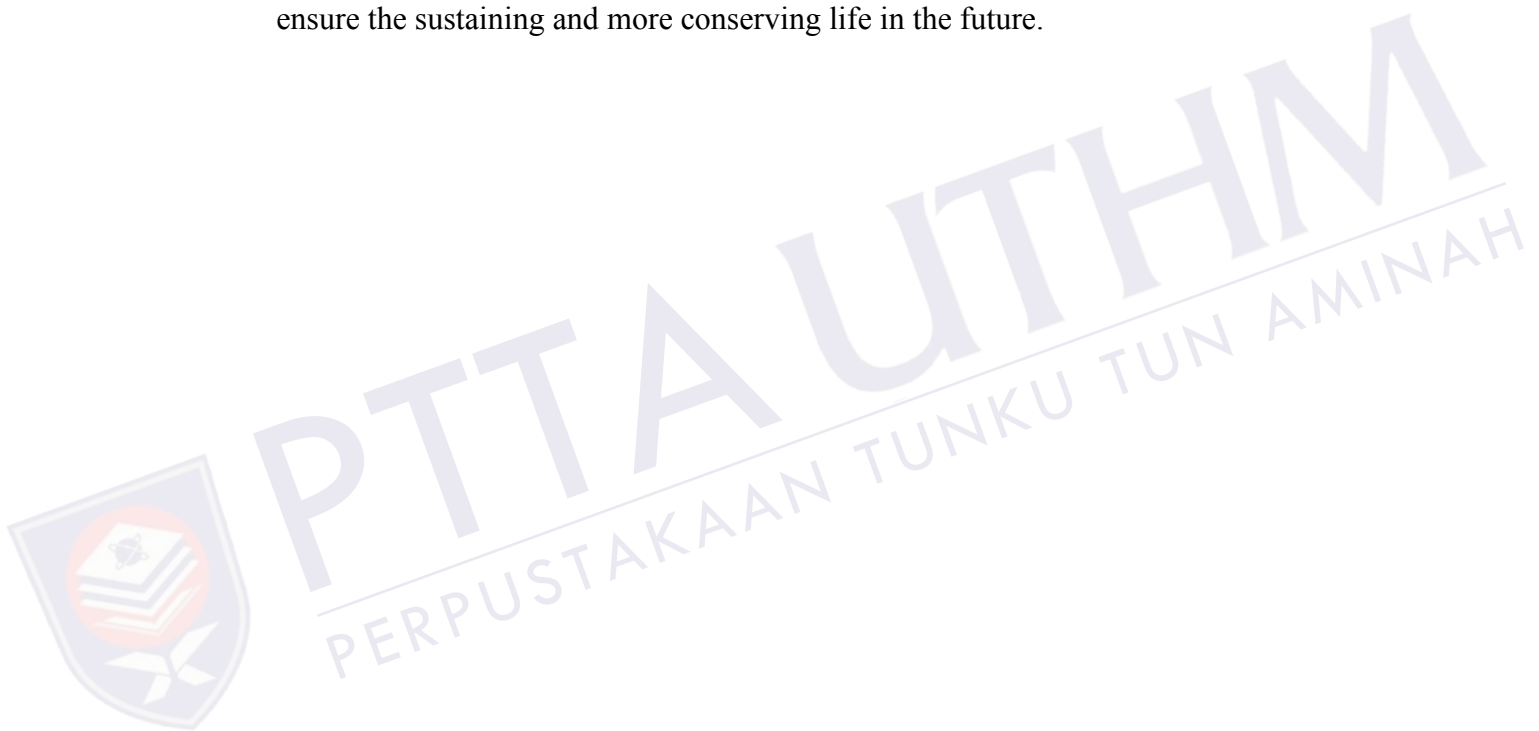 ensure the sustaining and more conserving life in the future.
PTTA UTHM
PERPUSTAKAAN TUNKU TUN AMINAH